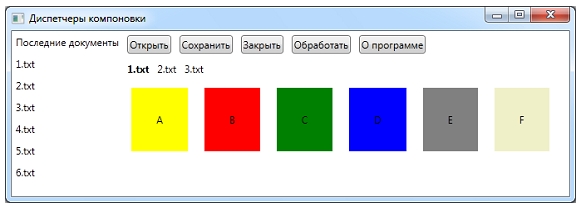 Диспетчеры компоновки
Последние документы
Открыть Сохранить Закрыть Обработать О программе
1.txt
2.txt
3.txt
4.txt
5.txt
6.txt
1.txt 2.txt 3.txt
A B C D E F